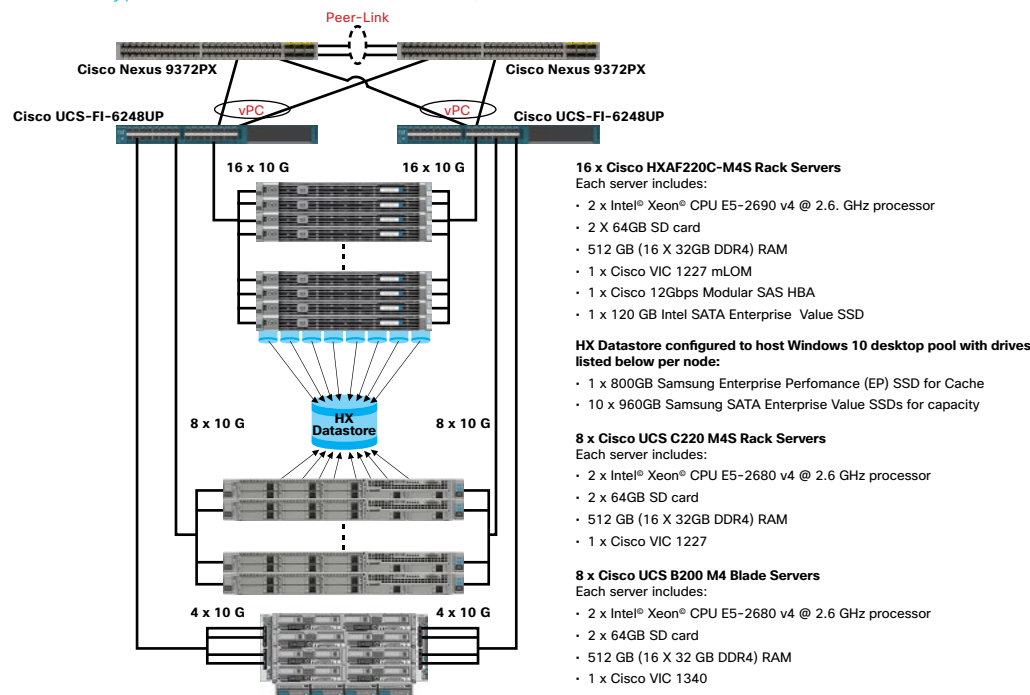 Peer-Link
Cisco Nexus 9372PX
Cisco Nexus 9372PX
vPC
vPC
Cisco UCS-FI-6248UP
Cisco UCS-FI-6248UP
16 x 10 G
16 x 10 G
HX
Datastore
8 x 10 G
8 x 10 G
4 x 10 G
4 x 10 G
16 x Cisco HXAF220C-M4S Rack Servers
Each server includes:
• 2 x Intel® Xeon® CPU E5-2690 v4 @ 2.6. GHz processor
• 2 X 64GB SD card
• 512 GB (16 X 32GB DDR4) RAM
• 1 x Cisco VIC 1227 mLOM
• 1 x Cisco 12Gbps Modular SAS HBA
• 1 x 120 GB Intel SATA Enterprise Value SSD
HX Datastore configured to host Windows 10 desktop pool with drives
listed below per node:
• 1 x 800GB Samsung Enterprise Perfomance (EP) SSD for Cache
• 10 x 960GB Samsung SATA Enterprise Value SSDs for capacity
8 x Cisco UCS C220 M4S Rack Servers
Each server includes:
• 2 x Intel® Xeon® CPU E5-2680 v4 @ 2.6 GHz processor
• 2 x 64GB SD card
• 512 GB (16 X 32GB DDR4) RAM
• 1 x Cisco VIC 1227
8 x Cisco UCS B200 M4 Blade Servers
Each server includes:
• 2 x Intel® Xeon® CPU E5-2680 v4 @ 2.6 GHz processor
• 2 x 64GB SD card
• 512 GB (16 X 32 GB DDR4) RAM
• 1 x Cisco VIC 1340